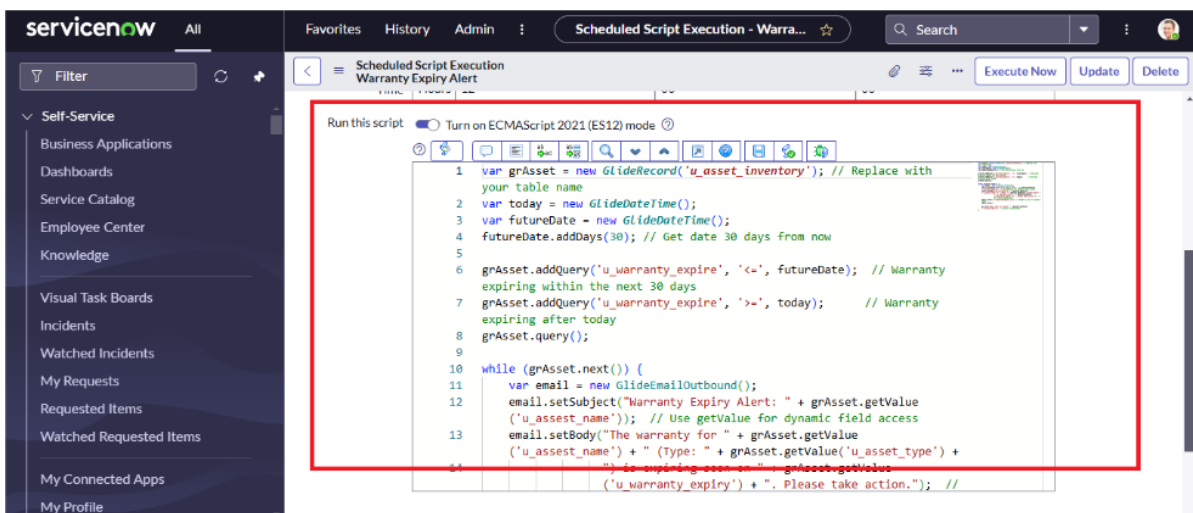 servicenow
All
Favorites
History
Admin
Scheduled Script Execution - Warra...
Search
Filter
Scheduled Script Execution
Warranty Expiry Alert
Execute Now
Update
Delete
Self-Service
Business Applications
Dashboards
Service Catalog
Employee Center
Knowledge
Visual Task Boards
Incidents
Watched Incidents
My Requests
Requested Items
Watched Requested Items
My Connected Apps
My Profile
Time Hours 12 00 00
Run this script Turn on ECMAScript 2021 (ES12) mode
1 var grAsset = new GlideRecord('u_asset_inventory'); // Replace with
your table name
2 var today = new GlideDateTime();
3 var futureDate = new GlideDateTime();
4 futureDate.addDays(30); // Get date 30 days from now
5
6 grAsset.addQuery('u_warranty_expire', '<=', futureDate); // Warranty
expiring within the next 30 days
7 grAsset.addQuery('u_warranty_expire', '>=', today); // Warranty
expiring after today
8 grAsset.query();
9
10 while (grAsset.next()) {
11 var email = new GlideEmailOutbound();
12 email.setSubject("Warranty Expiry Alert: " + grAsset.getValue
('u_assest_name')); // Use getValue for dynamic field access
13 email.setBody("The warranty for " + grAsset.getValue
('u_assest_name') + " (Type: " + grAsset.getValue('u_asset_type') +
14 ") is expiring soon on " + grAsset.getValue
('u_warranty_expiry') + ". Please take action."); //